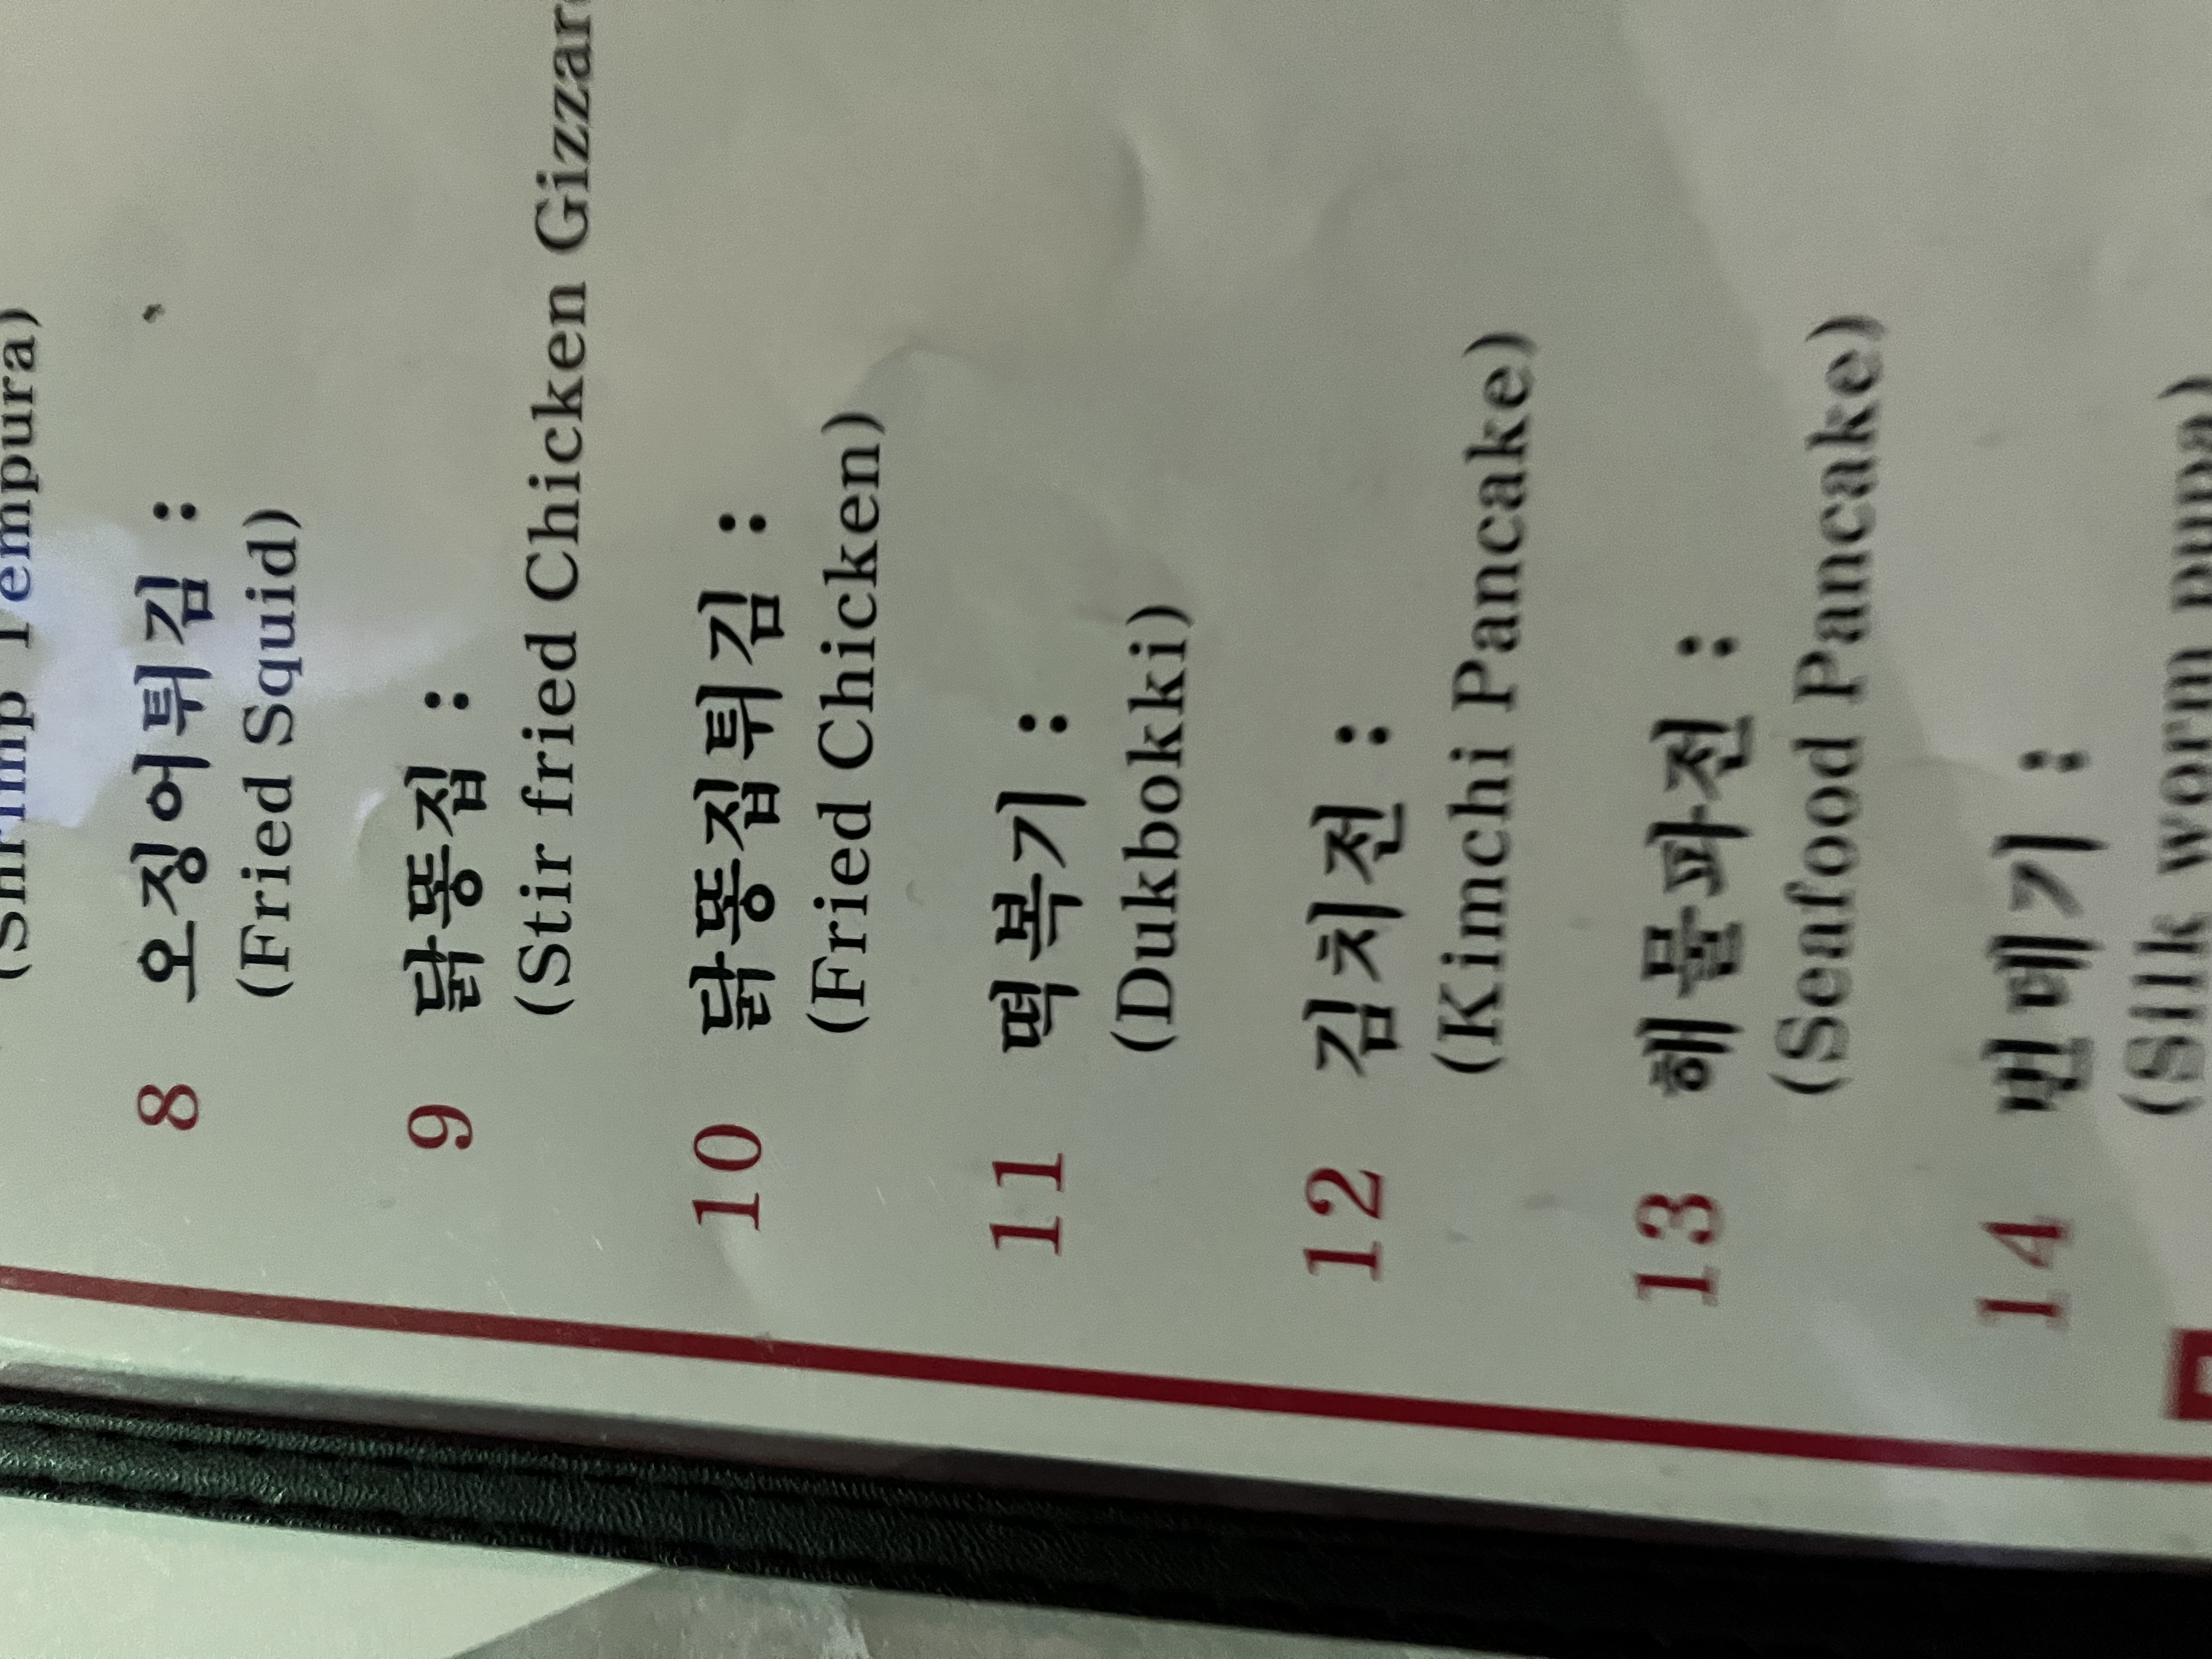 (Shrimp Tempura)
8 오징어튀김 :
(Fried Squid)
9 닭똥집 :
(Stir fried Chicken Gizzar
10 닭똥집튀김 :
(Fried Chicken)
11 떡복기 :
(Dukbokki)
12 김치전 :
(Kimchi Pancake)
13 해물파전 :
(Seafood Pancake)
14 번데기 :
(Silk worm pupa)